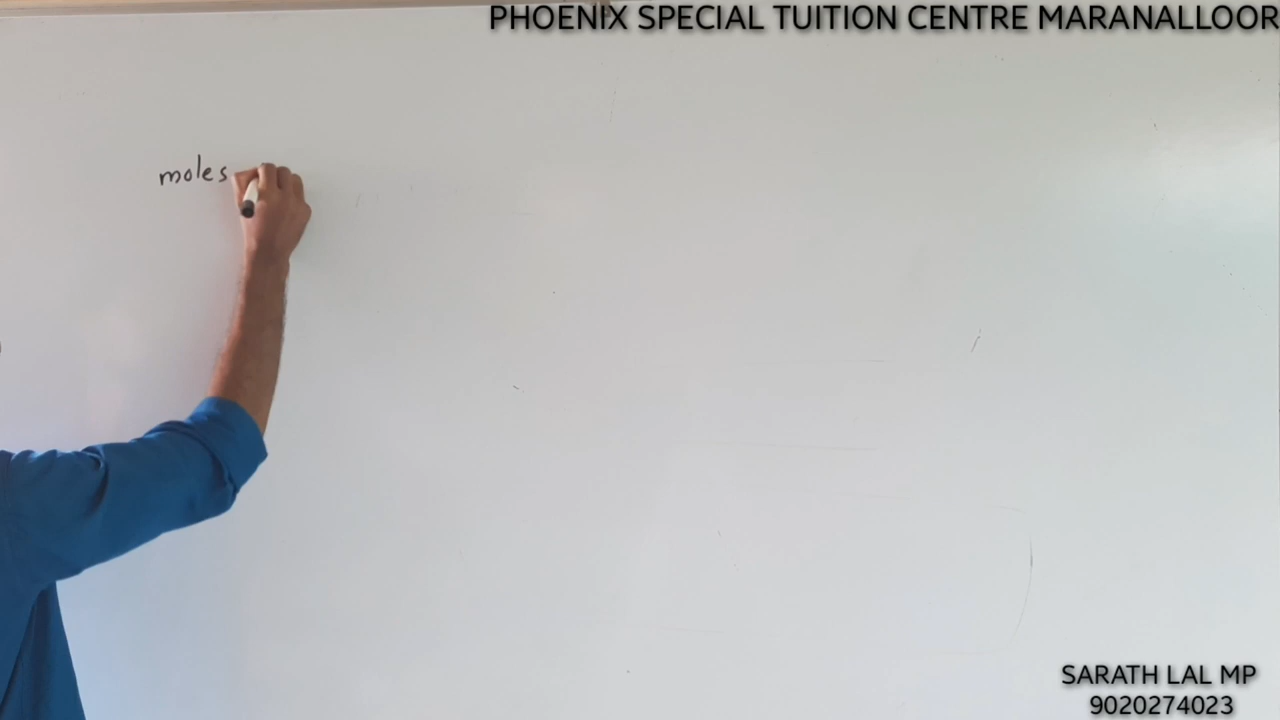 PHOENIX SPECIAL TUITION CENTRE MARANALLOOR
moles
SARATH LAL MP
9020274023